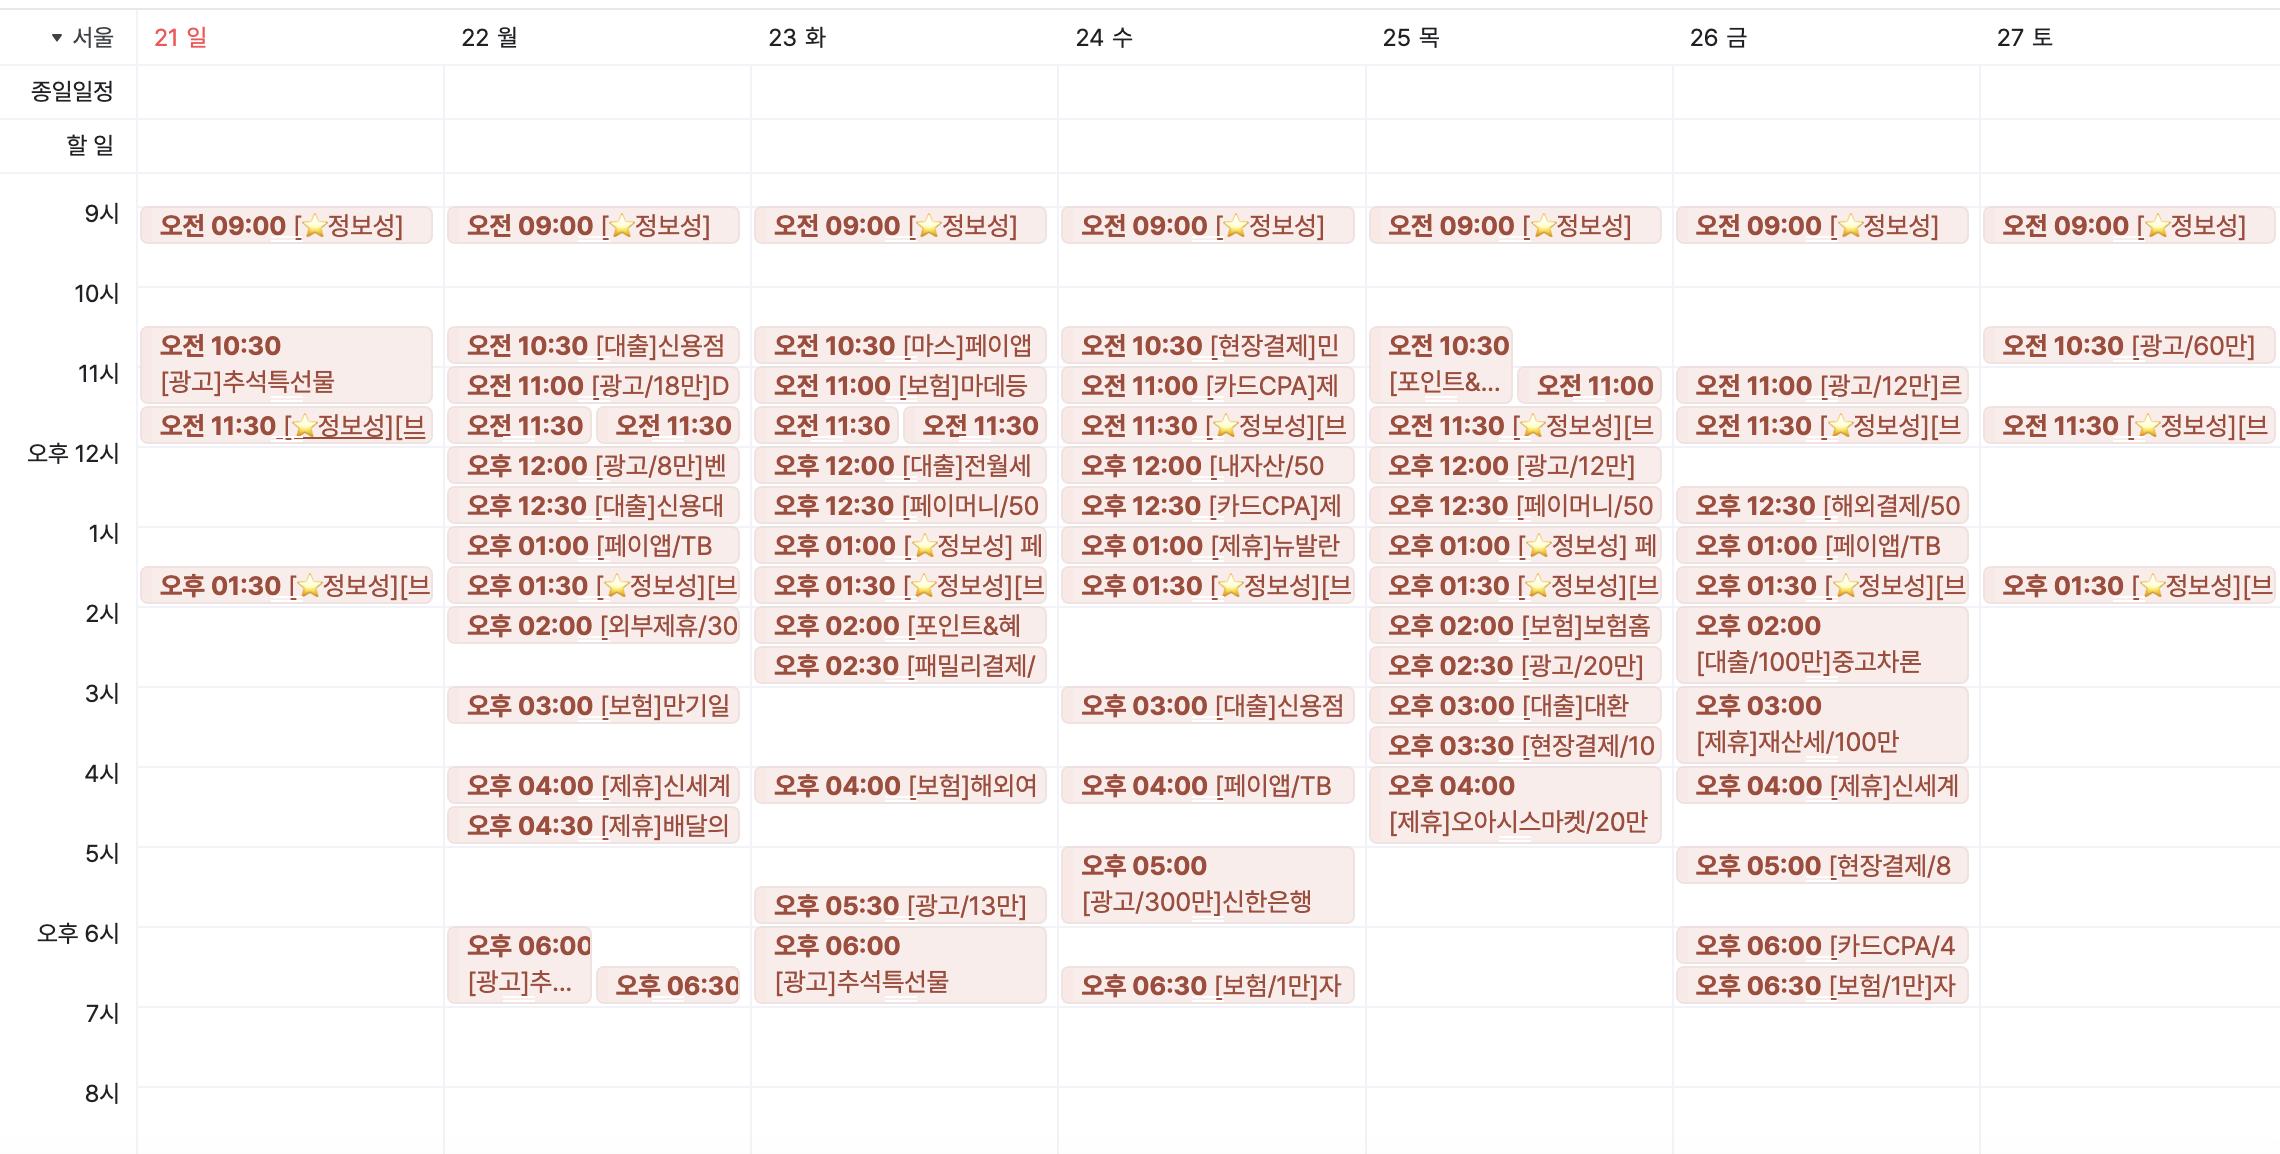 ▼ 서울 21 일 22 월 23 화 24 수 25 목 26 금 27 토
종일일정
할 일
9시
10시
11시
오후 12시
1시
2시
3시
4시
5시
오후 6시
7시
8시
오전 09:00 [⭐정보성]
오전 10:30
[광고]추석특선물
오전 11:30 [⭐정보성][브
오후 01:30 [⭐정보성][브
오전 09:00 [⭐정보성]
오전 10:30 [대출]신용점
오전 11:00 [광고/18만]D
오전 11:30
오전 11:30
오후 12:00 [광고/8만]벤
오후 12:30 [대출]신용대
오후 01:00 [페이앱/TB
오후 01:30 [⭐정보성][브
오후 02:00 [외부제휴/30
오후 03:00 [보험]만기일
오후 04:00 [제휴]신세계
오후 04:30 [제휴]배달의
오후 06:00
[광고]추...
오후 06:30
오전 09:00 [⭐정보성]
오전 10:30 [마스]페이앱
오전 11:00 [보험]마데등
오전 11:30
오전 11:30
오후 12:00 [대출]전월세
오후 12:30 [페이머니/50
오후 01:00 [⭐정보성] 페
오후 01:30 [⭐정보성][브
오후 02:00 [포인트&혜
오후 02:30 [패밀리결제/
오후 04:00 [보험]해외여
오후 05:30 [광고/13만]
오후 06:00
[광고]추석특선물
오전 09:00 [⭐정보성]
오전 10:30 [현장결제]민
오전 11:00 [카드CPA]제
오전 11:30 [⭐정보성][브
오후 12:00 [내자산/50
오후 12:30 [카드CPA]제
오후 01:00 [제휴]뉴발란
오후 01:30 [⭐정보성][브
오후 03:00 [대출]신용점
오후 04:00 [페이앱/TB
오후 05:00
[광고/300만]신한은행
오후 06:30 [보험/1만]자
오전 09:00 [⭐정보성]
오전 10:30
[포인트&...
오전 11:00
오전 11:30 [⭐정보성][브
오후 12:00 [광고/12만]
오후 12:30 [페이머니/50
오후 01:00 [⭐정보성] 페
오후 01:30 [⭐정보성][브
오후 02:00 [보험]보험홈
오후 02:30 [광고/20만]
오후 03:00 [대출]대환
오후 03:30 [현장결제/10
오후 04:00
[제휴]오아시스마켓/20만
오전 09:00 [⭐정보성]
오전 11:00 [광고/12만]르
오전 11:30 [⭐정보성][브
오후 12:30 [해외결제/50
오후 01:00 [페이앱/TB
오후 01:30 [⭐정보성][브
오후 02:00
[대출/100만]중고차론
오후 03:00
[제휴]재산세/100만
오후 04:00 [제휴]신세계
오후 05:00 [현장결제/8
오후 06:00 [카드CPA/4
오후 06:30 [보험/1만]자
오전 09:00 [⭐정보성]
오전 10:30 [광고/60만]
오전 11:30 [⭐정보성][브
오후 01:30 [⭐정보성][브